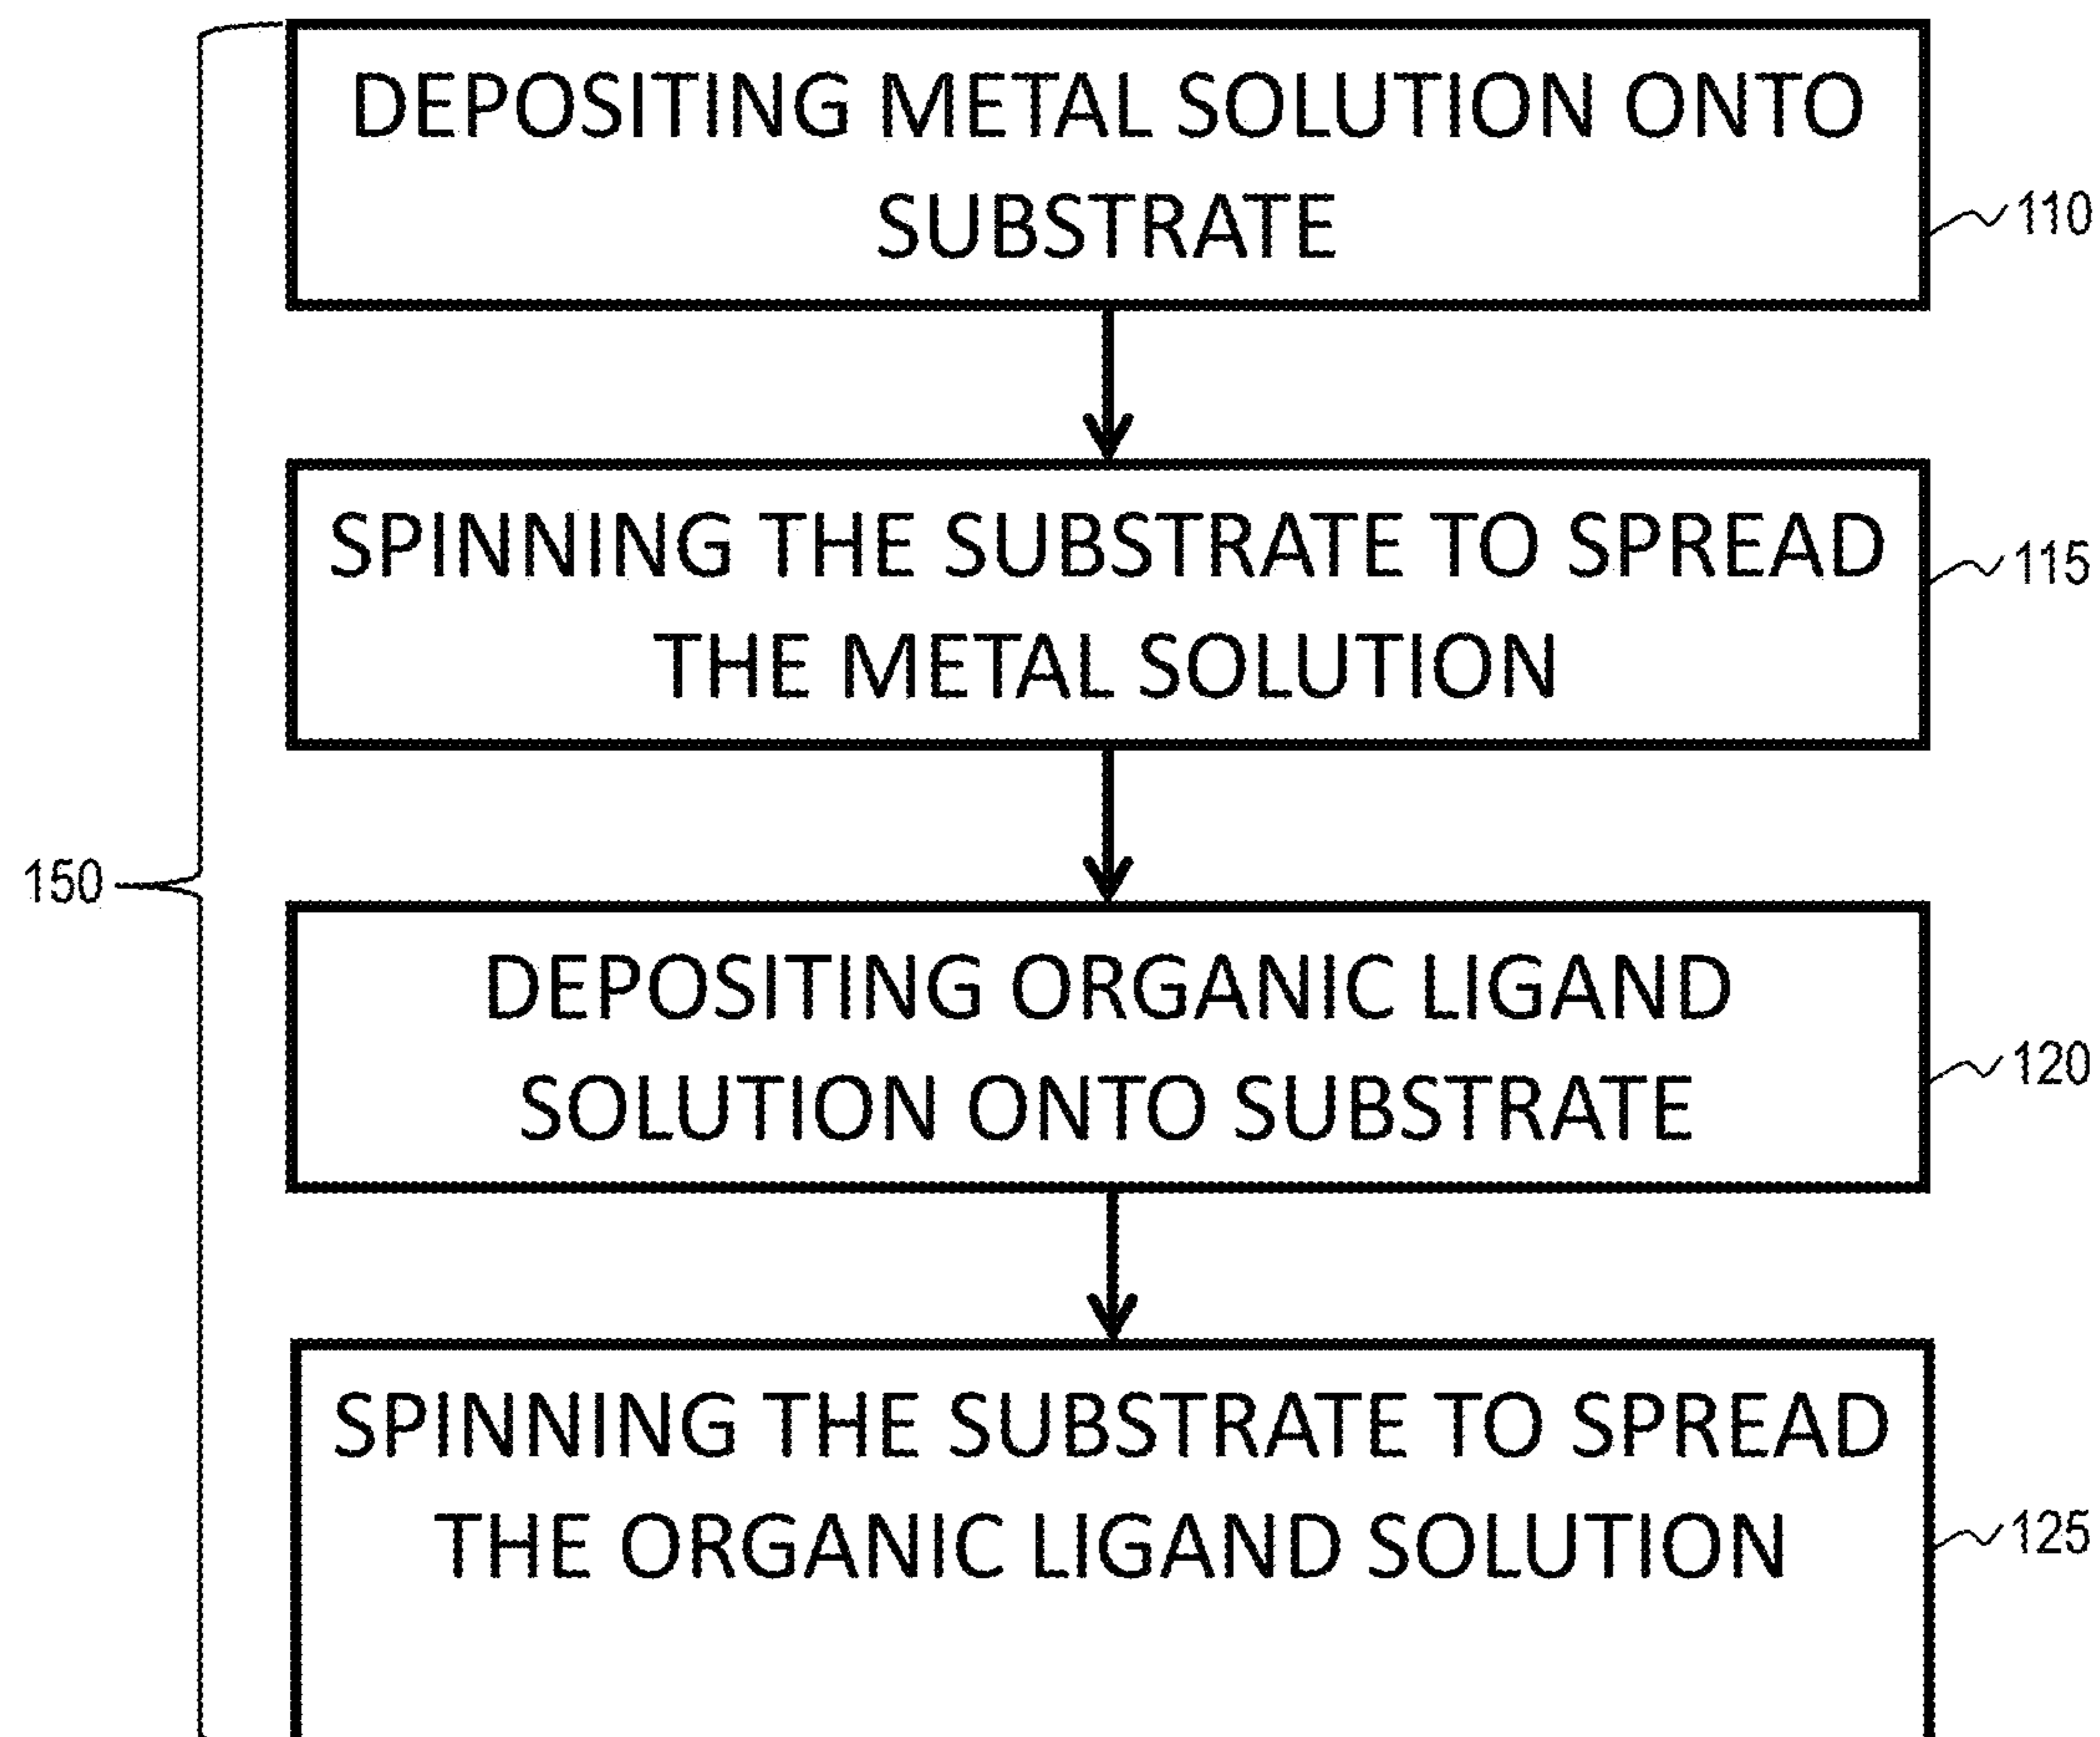 DEPOSITING METAL SOLUTION ONTO
SUBSTRATE
110
SPINNING THE SUBSTRATE TO SPREAD
THE METAL SOLUTION
115
150
DEPOSITING ORGANIC LIGAND
SOLUTION ONTO SUBSTRATE
120
SPINNING THE SUBSTRATE TO SPREAD
THE ORGANIC LIGAND SOLUTION
125